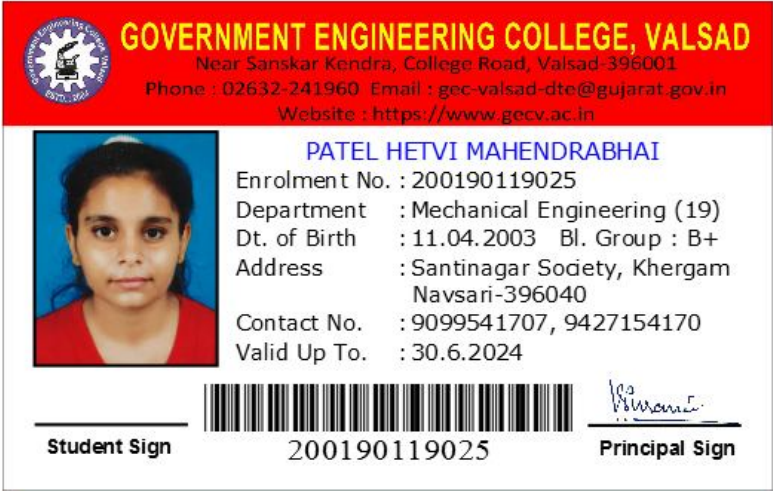 GOVERNMENT ENGINEERING COLLEGE, VALSAD
Near Sanskar Kendra, College Road, Valsad-396001
Phone : 02632-241960 Email : gec-valsad-dte@gujarat.gov.in
Website : https://www.gecv.ac.in
Government Engineering College Valsad
PATEL HETVI MAHENDRABHAI
Enrolment No. : 200190119025
Department : Mechanical Engineering (19)
Dt. of Birth : 11.04.2003 Bl. Group : B+
Address : Santinagar Society, Khergam
Navsari-396040
Contact No. : 9099541707, 9427154170
Valid Up To. : 30.6.2024
200190119025
Student Sign
Principal Sign